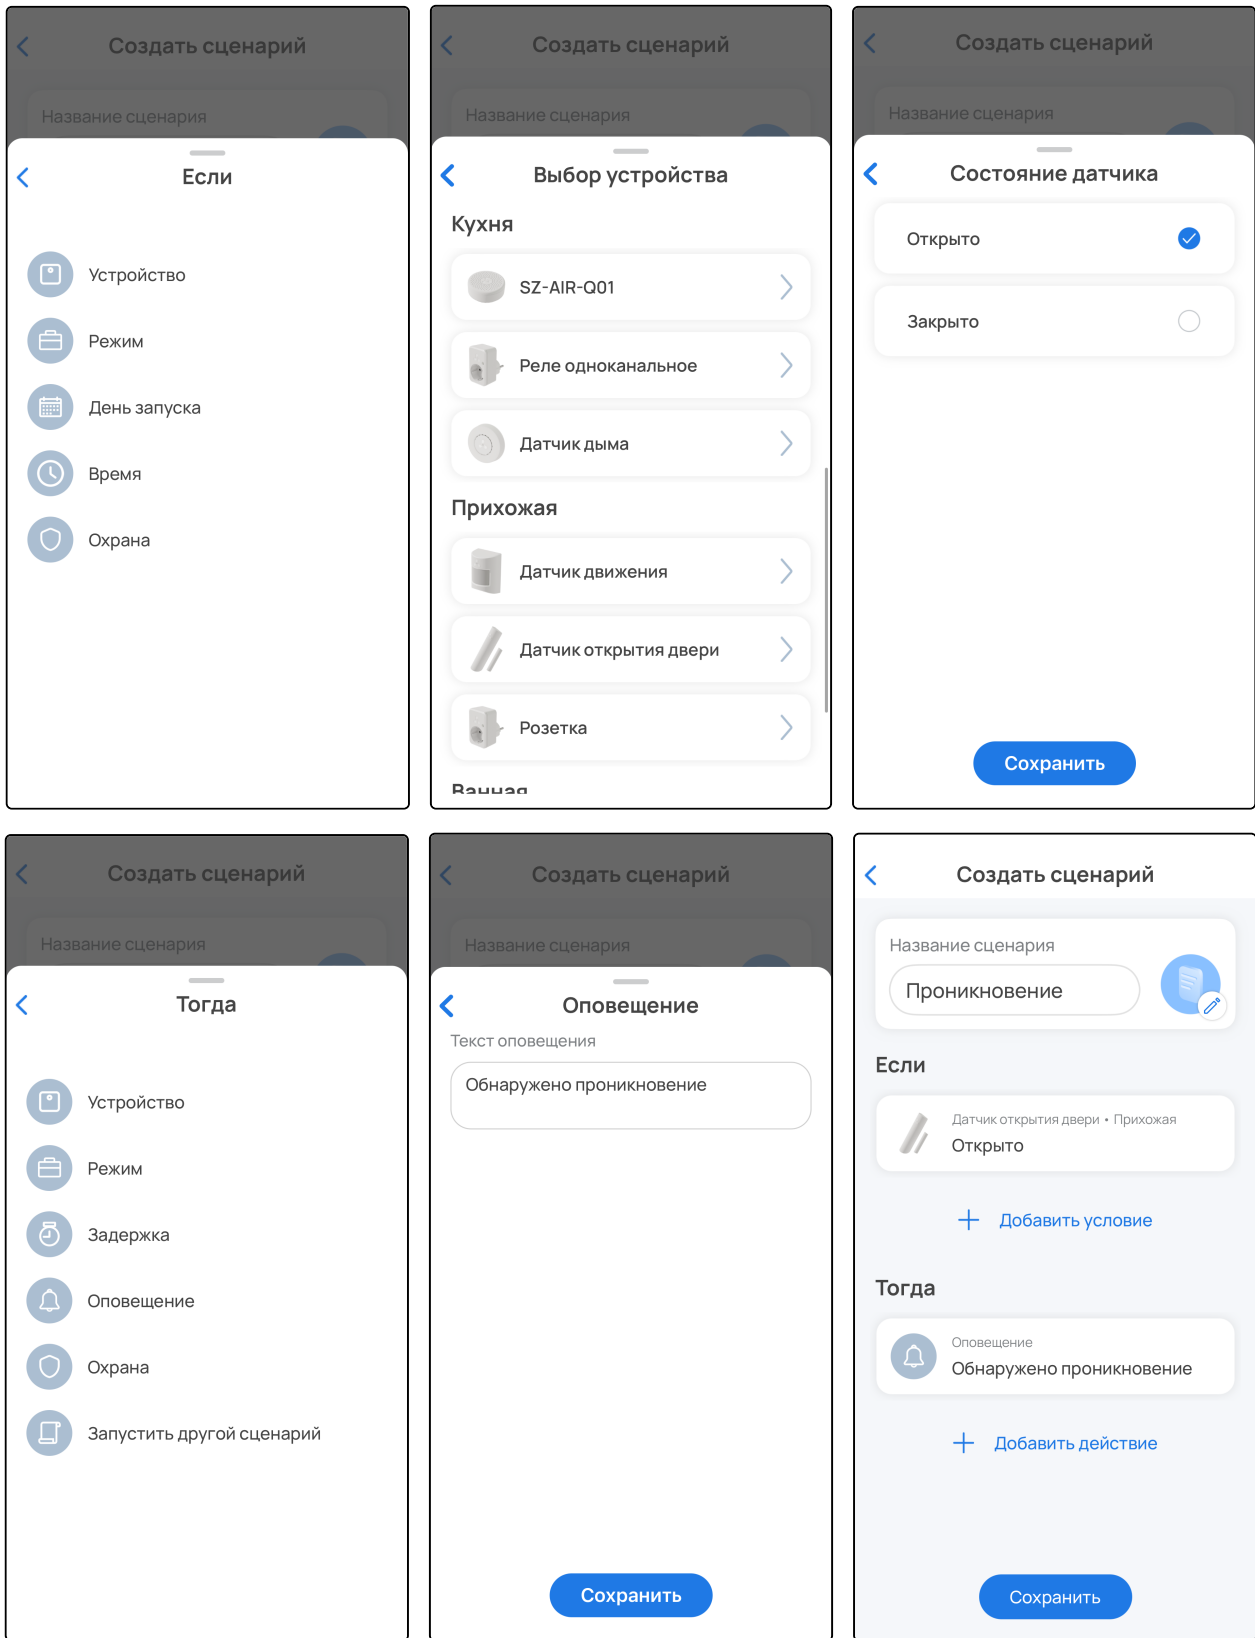 Создать сценарий
Название сценария
Если
Устройство
Режим
День запуска
Время
Охрана
Создать сценарий
Название сценария
Выбор устройства
Кухня
SZ-AIR-Q01
Реле одноканальное
Датчик дыма
Прихожая
Датчик движения
Датчик открытия двери
Розетка
Ванная
Создать сценарий
Название сценария
Состояние датчика
Открыто
Закрыто
Сохранить
Создать сценарий
Название сценария
Тогда
Устройство
Режим
Задержка
Оповещение
Охрана
Запустить другой сценарий
Создать сценарий
Название сценария
Оповещение
Текст оповещения
Обнаружено проникновение
Сохранить
Создать сценарий
Название сценария
Проникновение
Если
Датчик открытия двери • Прихожая
Открыто
Добавить условие
Тогда
Оповещение
Обнаружено проникновение
Добавить действие
Сохранить